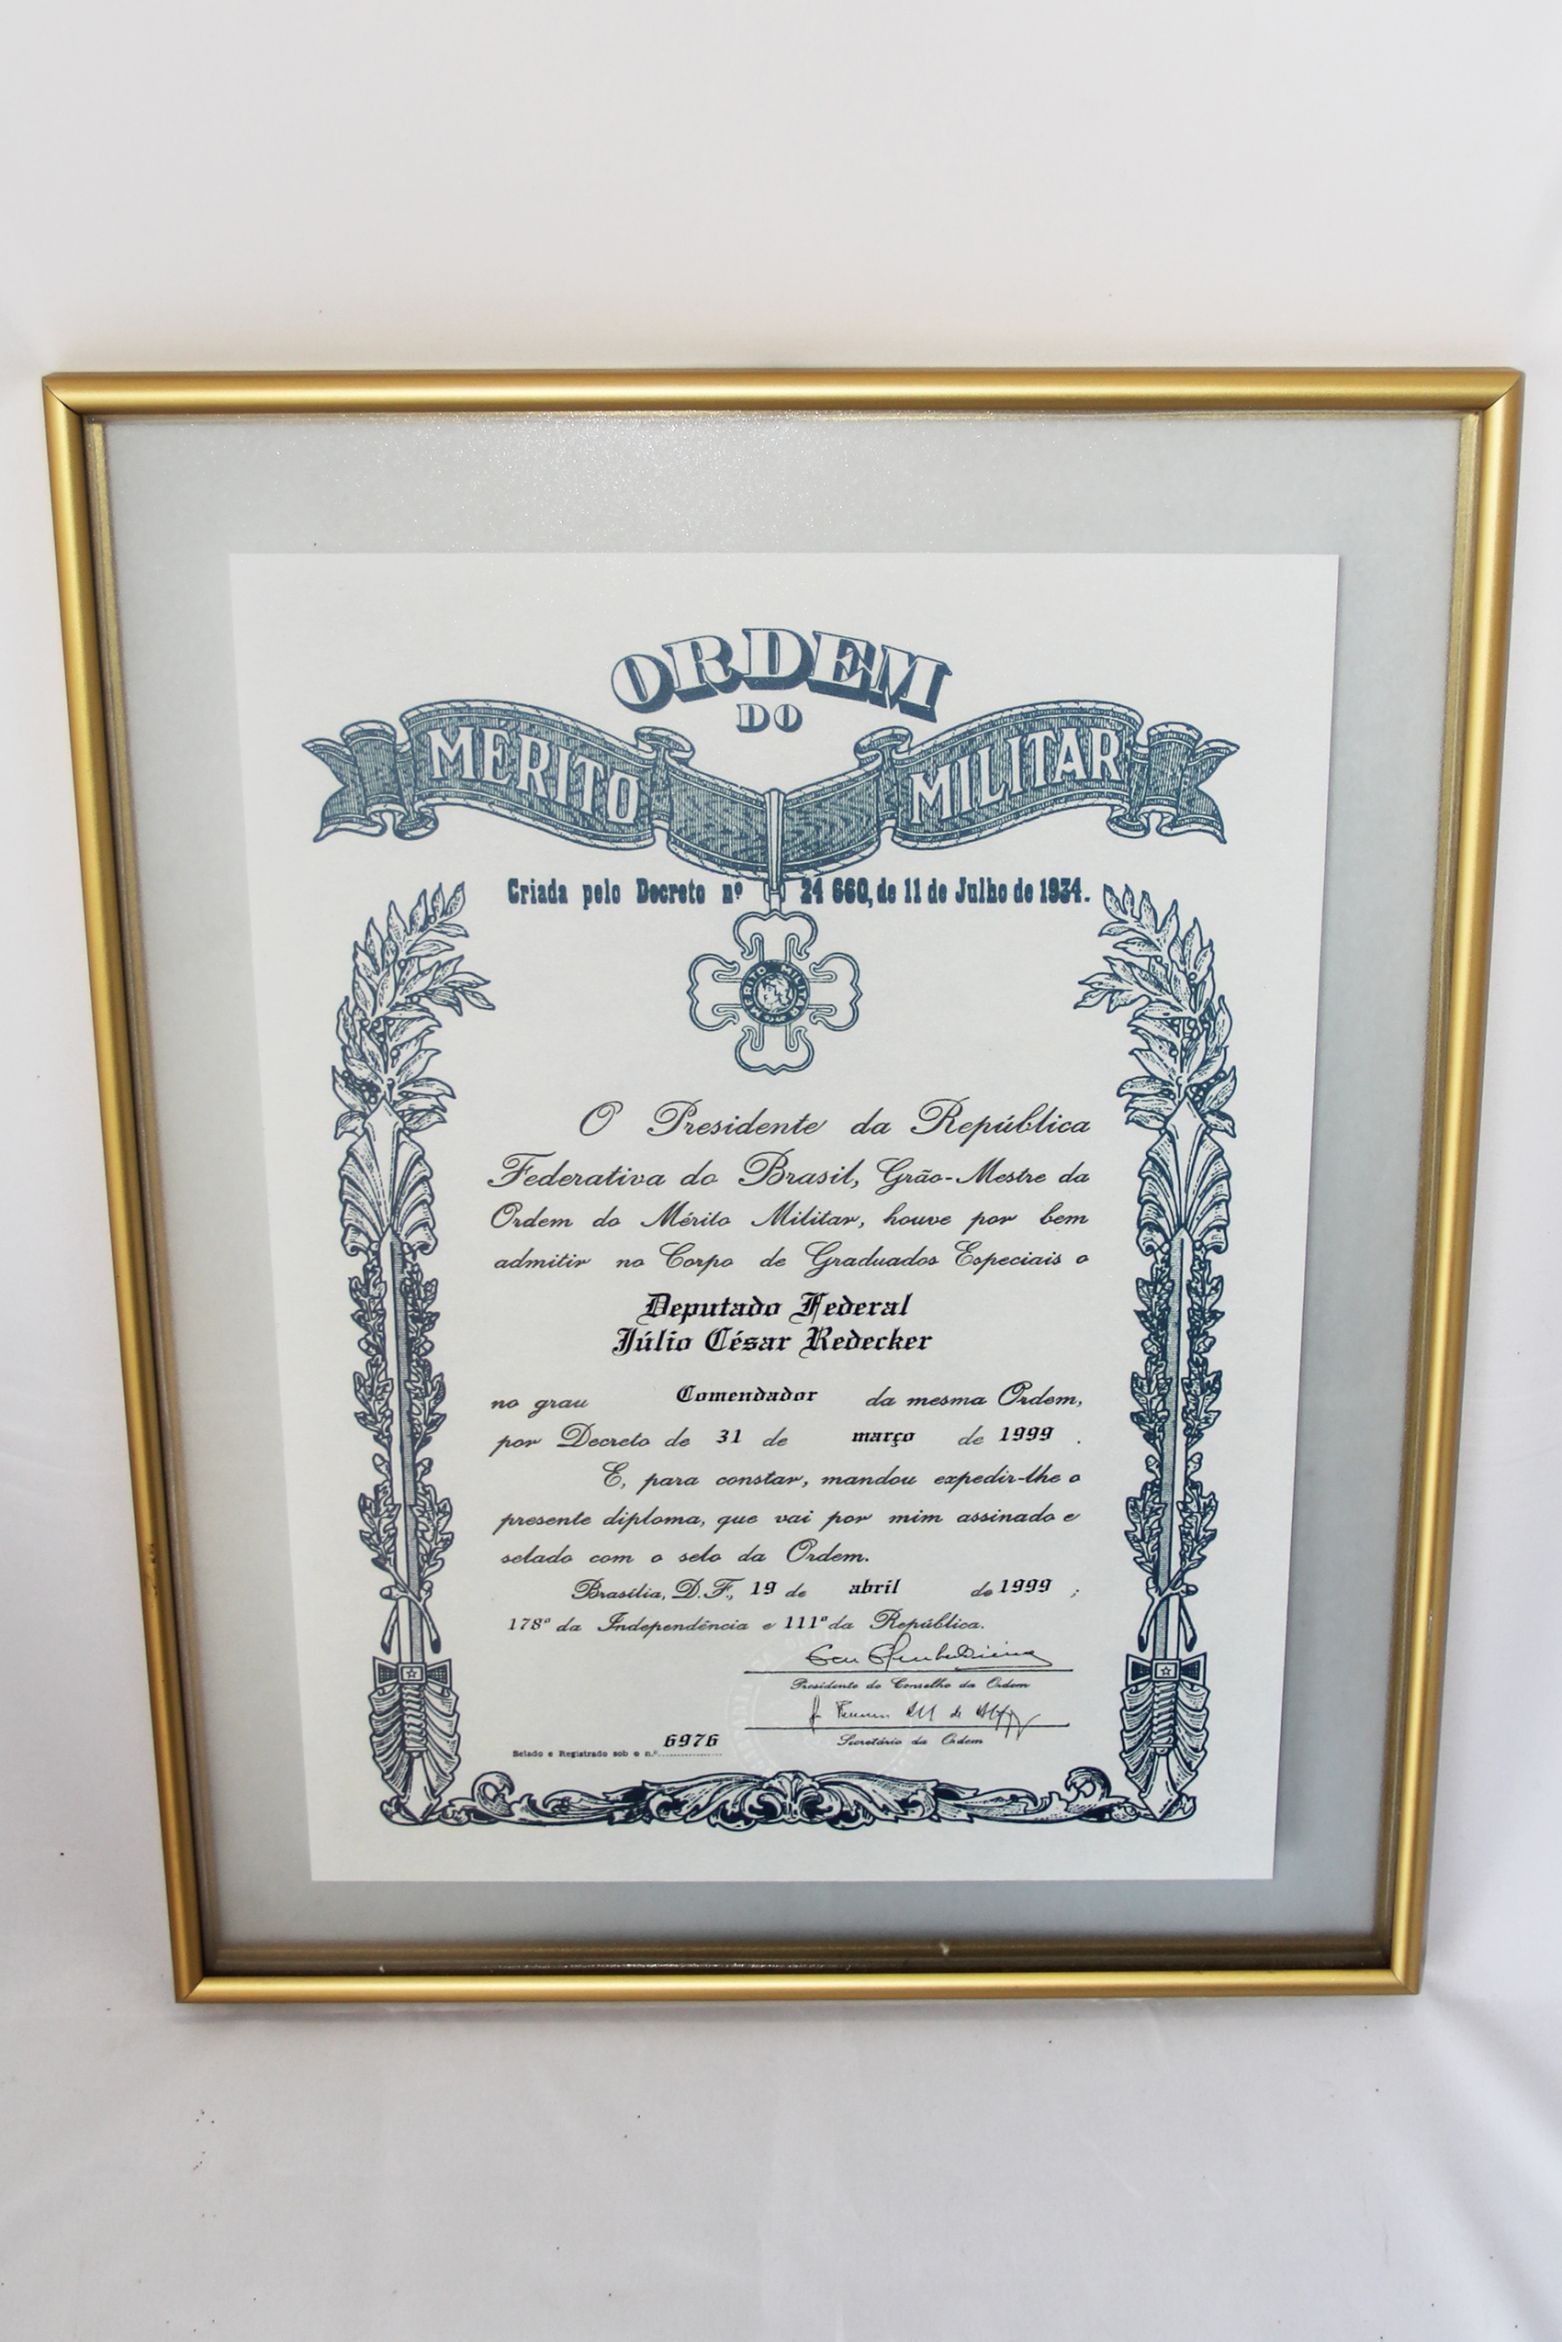 ORDEM
DO
MÉRITO MILITAR
Criada pelo Decreto nº 24 660, de 11 de Julho de 1934.
MÉRITO MILITAR
O Presidente da República
Federativa do Brasil, Grão-Mestre da
Ordem do Mérito Militar, houve por bem
admitir no Corpo de Graduados Especiais o
Deputado Federal
Júlio César Redecker
no grau Comendador da mesma Ordem,
por Decreto de 31 de março de 1999.
E, para constar, mandou expedir-lhe o
presente diploma, que vai por mim assinado e
selado com o selo da Ordem.
Brasília, D.F., 19 de abril de 1999;
178º da Independência e 111º da República.
Presidente do Conselho da Ordem
Secretário da Ordem
Selado e Registrado sob o n.º 6976